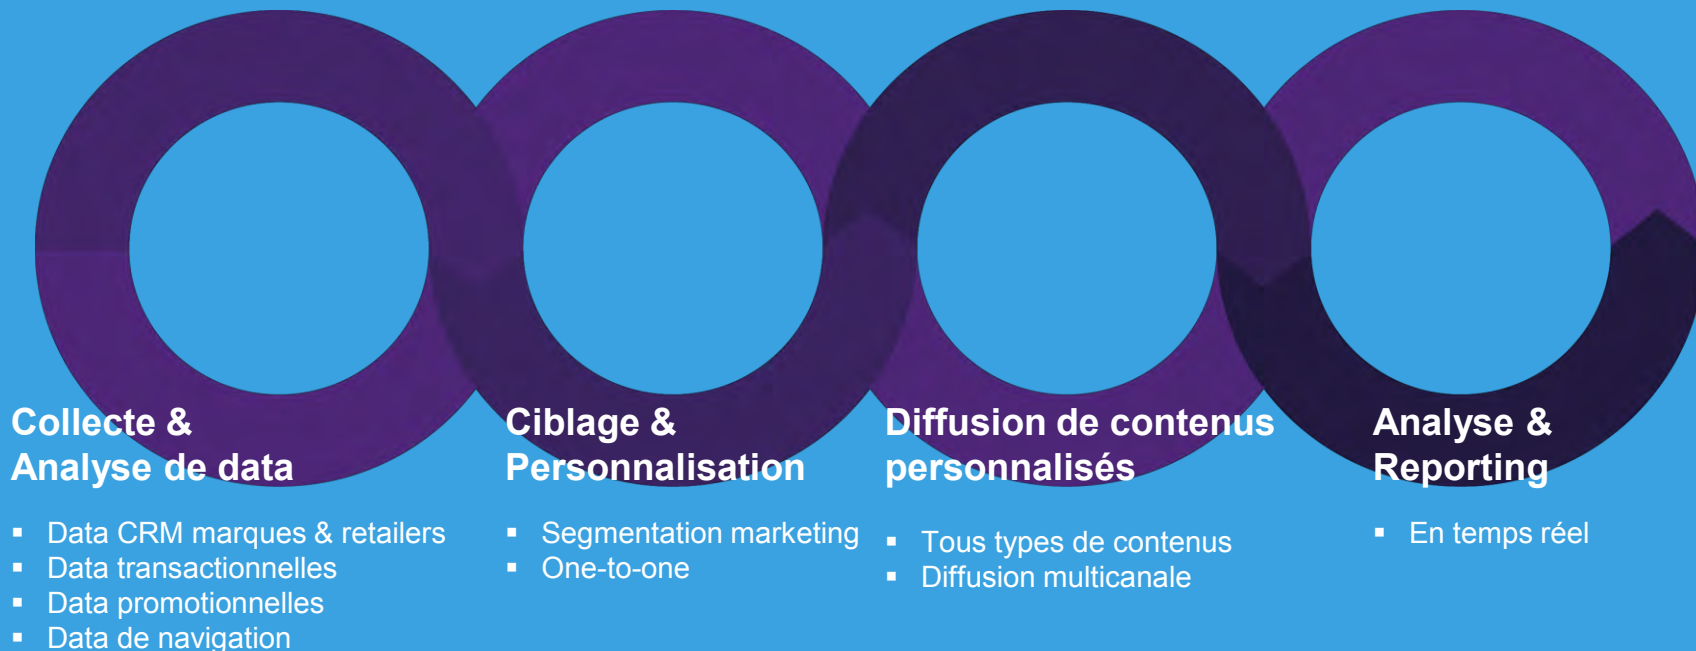 Collecte &
Analyse de data
▪ Data CRM marques & retailers
▪ Data transactionnelles
▪ Data promotionnelles
▪ Data de navigation
Ciblage &
Personnalisation
▪ Segmentation marketing
▪ One-to-one
Diffusion de contenus
personnalisés
▪ Tous types de contenus
▪ Diffusion multicanale
Analyse &
Reporting
▪ En temps réel